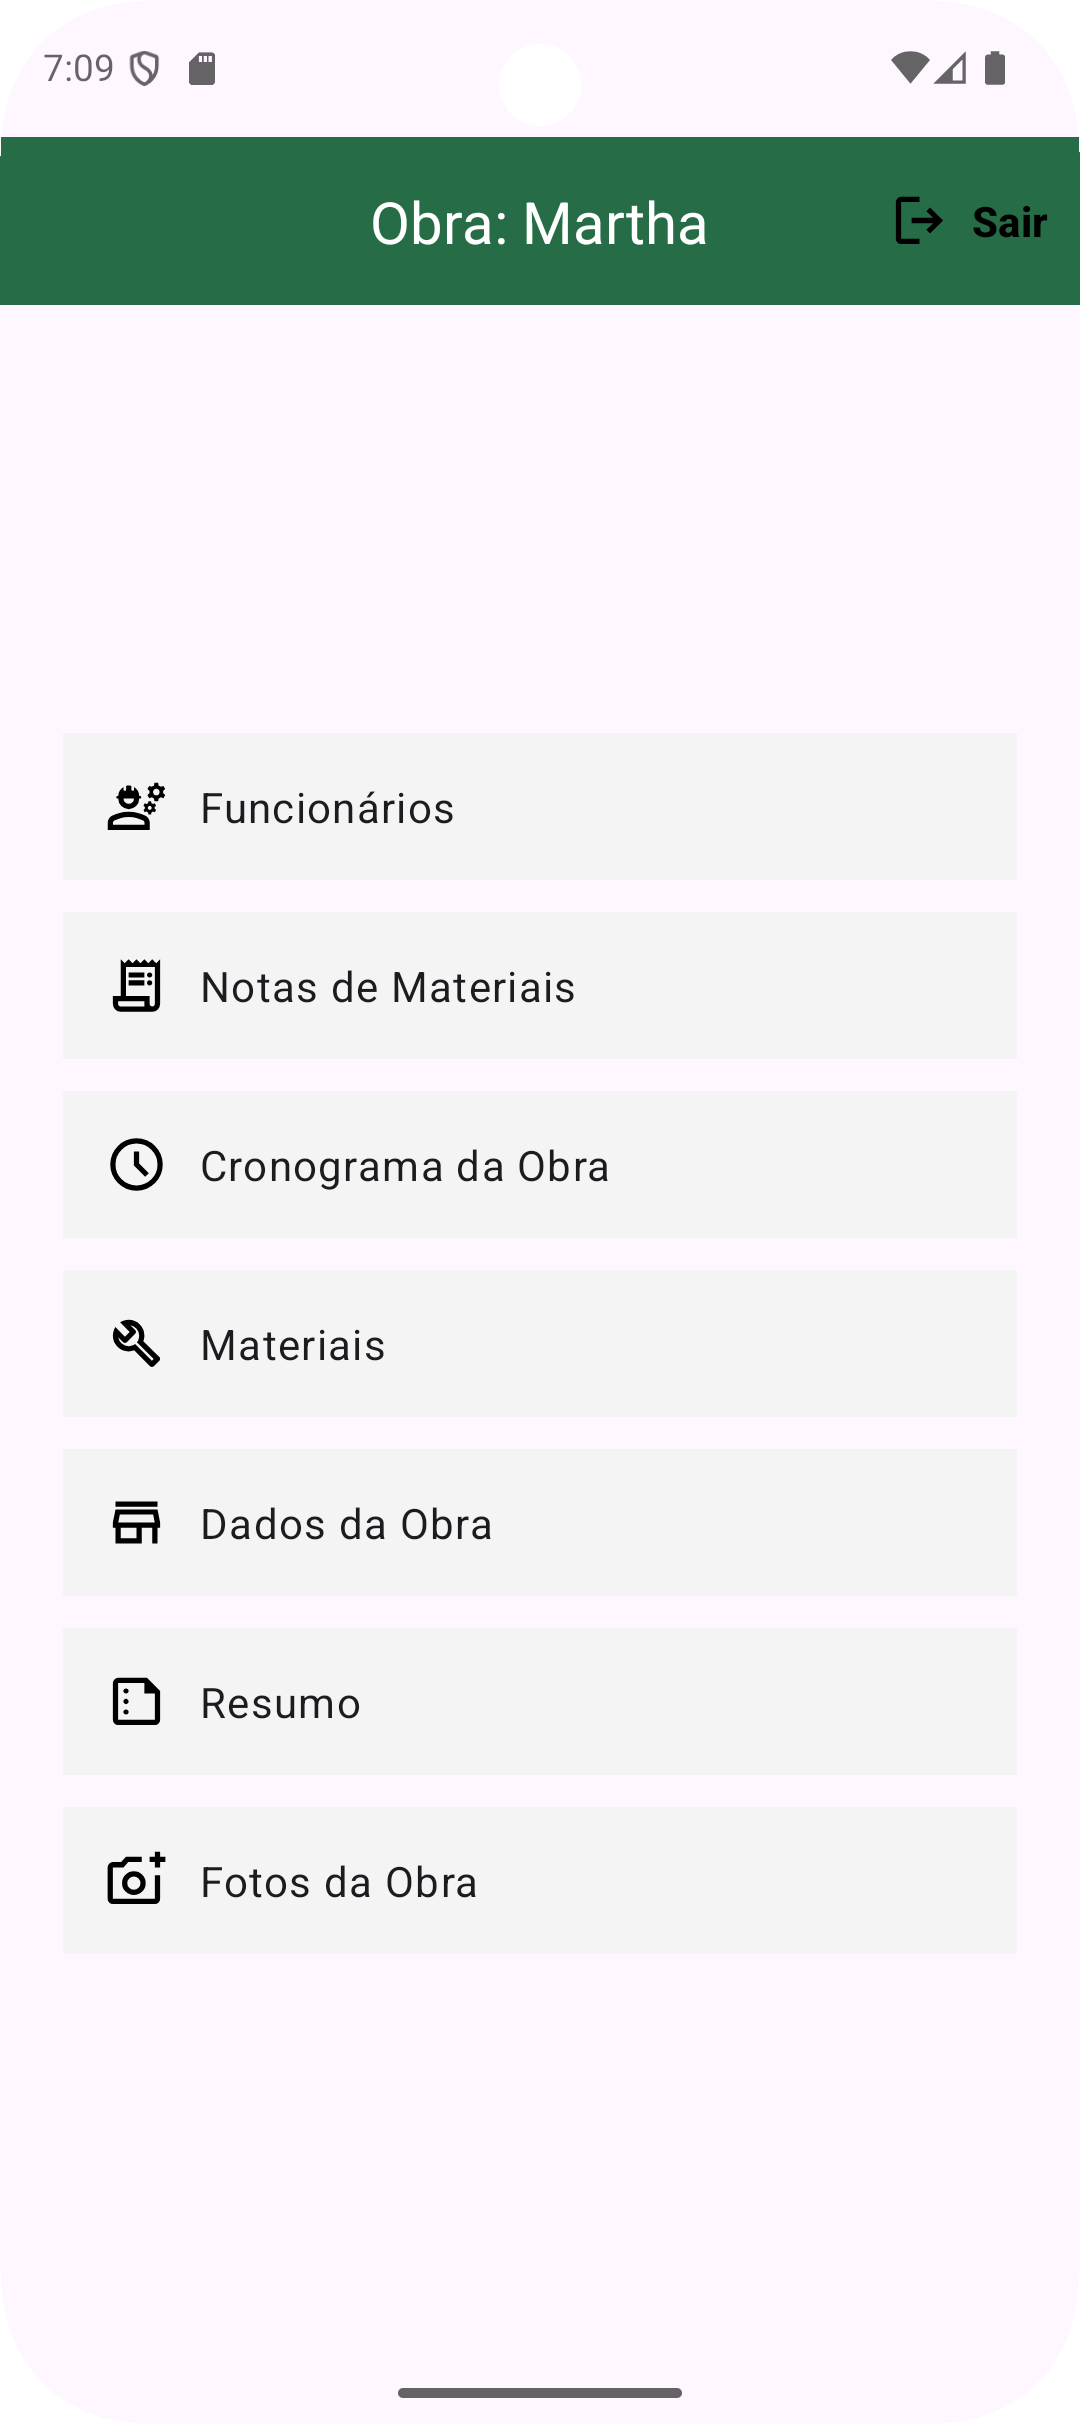 7:09
Obra: Martha
Sair
Funcionários
Notas de Materiais
Cronograma da Obra
Materiais
Dados da Obra
Resumo
Fotos da Obra